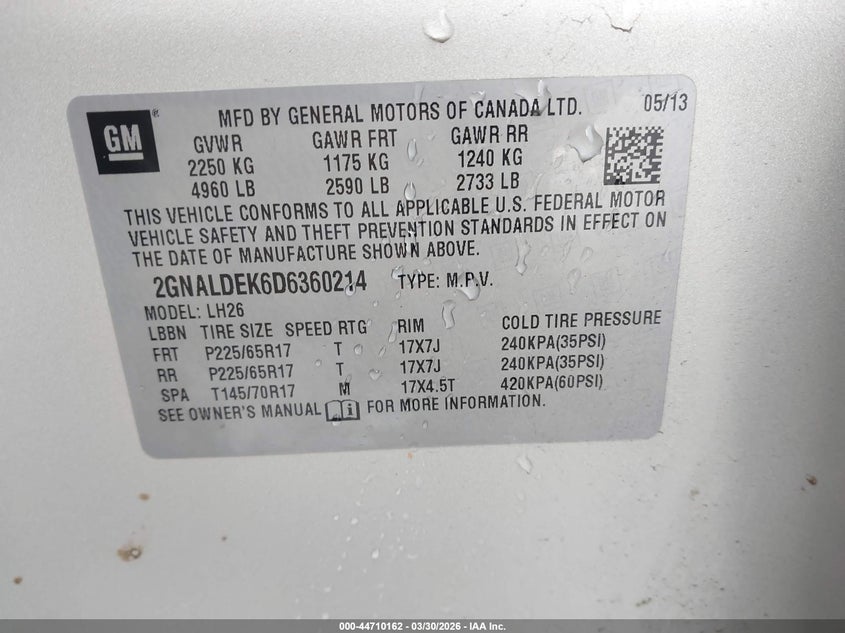 GM ®
MFD BY GENERAL MOTORS OF CANADA LTD. 05/13
GVWR GAWR FRT GAWR RR
2250 KG 1175 KG 1240 KG
4960 LB 2590 LB 2733 LB
THIS VEHICLE CONFORMS TO ALL APPLICABLE U.S. FEDERAL MOTOR
VEHICLE SAFETY AND THEFT PREVENTION STANDARDS IN EFFECT ON
THE DATE OF MANUFACTURE SHOWN ABOVE.
2GNALDEK6D6360214 TYPE: M.P.V.
MODEL: LH26
LBBN TIRE SIZE SPEED RTG RIM COLD TIRE PRESSURE
FRT P225/65R17 T 17X7J 240KPA(35PSI)
RR P225/65R17 T 17X7J 240KPA(35PSI)
SPA T145/70R17 M 17X4.5T 420KPA(60PSI)
SEE OWNER'S MANUAL i FOR MORE INFORMATION.
000-44710162 - 03/30/2026 - IAA Inc.